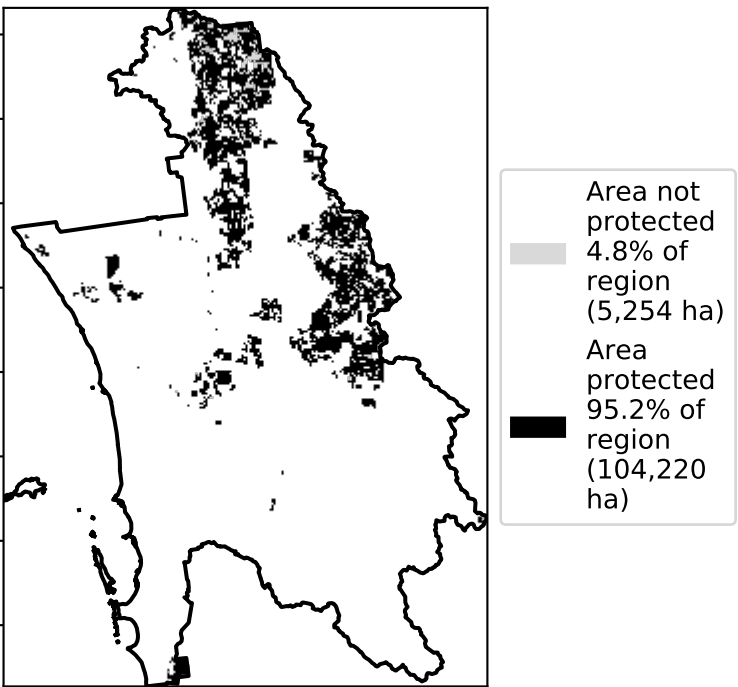 Area not
protected
4.8% of
region
(5,254 ha)
Area
protected
95.2% of
region
(104,220
ha)